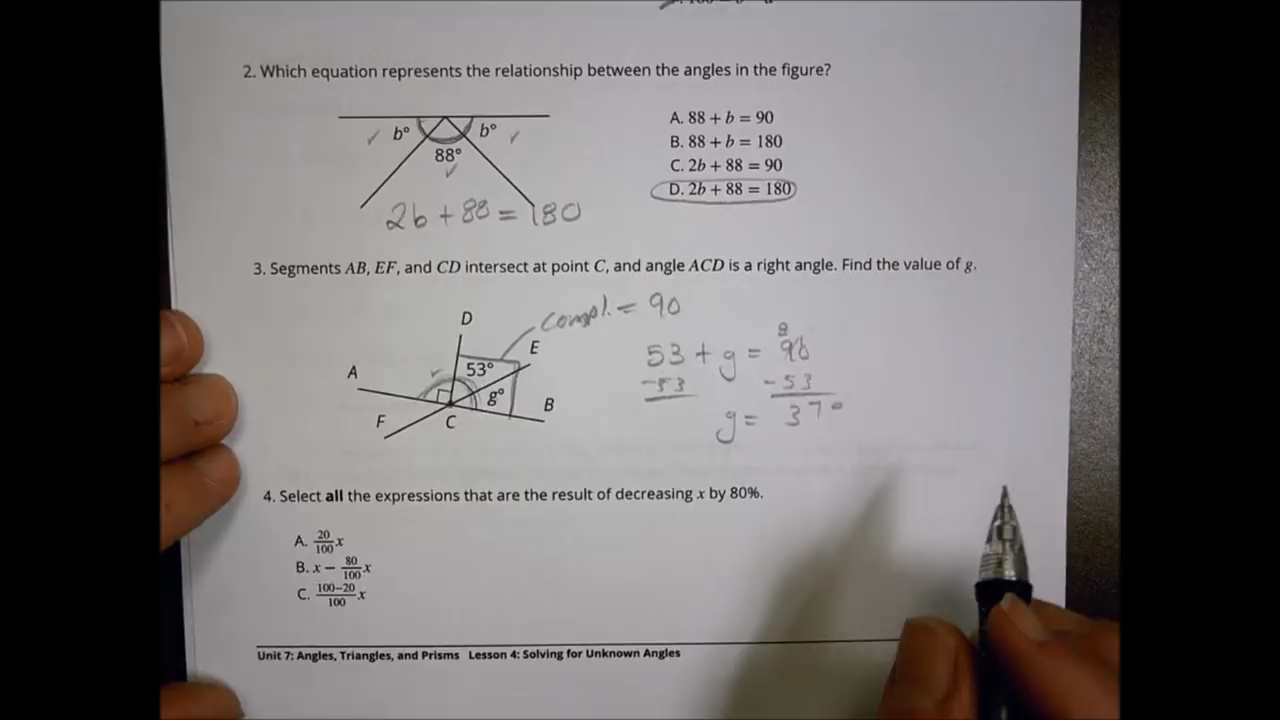 2. Which equation represents the relationship between the angles in the figure?
b° b°
88°
2b + 88 = 180
A. 88 + b = 90
B. 88 + b = 180
C. 2b + 88 = 90
D. 2b + 88 = 180
3. Segments AB, EF, and CD intersect at point C, and angle ACD is a right angle. Find the value of g.
compl. = 90
D
E
A
53°
g°
B
F
C
8
53 + g = 90
-53 -53
g = 37°
4. Select all the expressions that are the result of decreasing x by 80%.
A. 20/100 x
B. x − 80/100 x
C. 100−20/100 x
Unit 7: Angles, Triangles, and Prisms Lesson 4: Solving for Unknown Angles